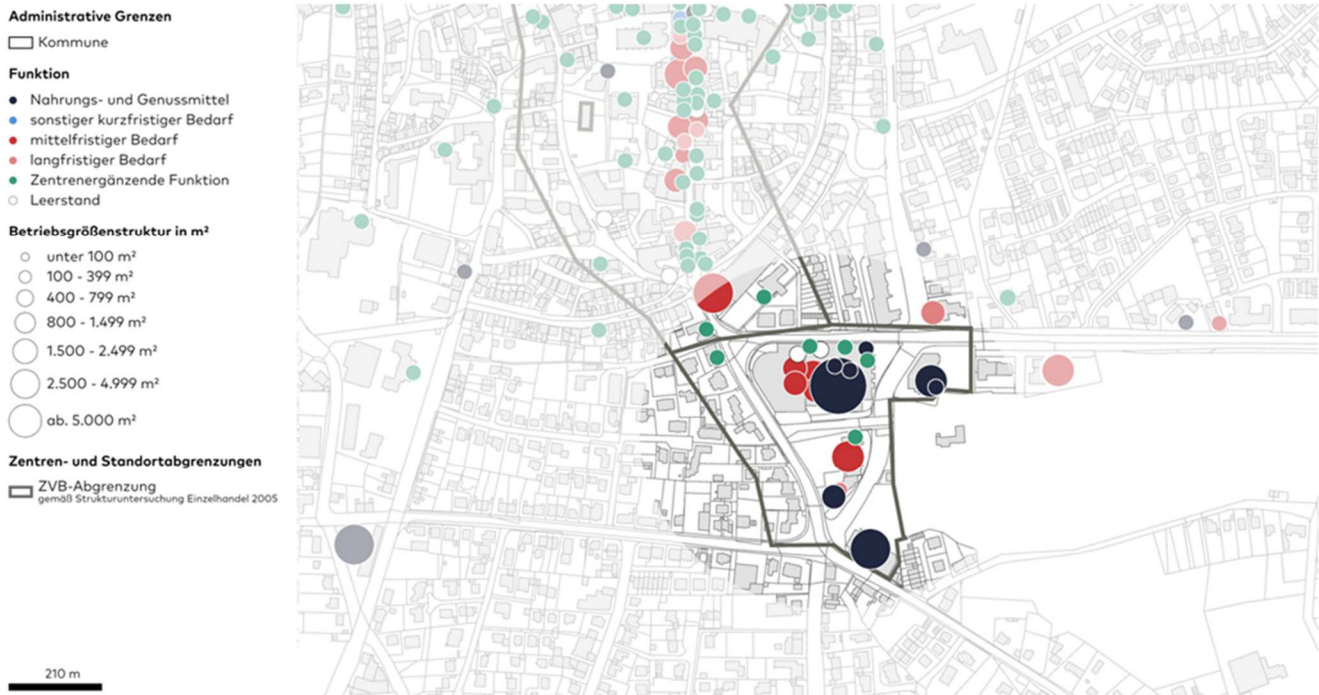 Administrative Grenzen
Kommune
Funktion
Nahrungs- und Genussmittel
sonstiger kurzfristiger Bedarf
mittelfristiger Bedarf
langfristiger Bedarf
Zentrenergänzende Funktion
Leerstand
Betriebsgrößenstruktur in m²
unter 100 m²
100 - 399 m²
400 - 799 m²
800 - 1.499 m²
1.500 - 2.499 m²
2.500 - 4.999 m²
ab. 5.000 m²
Zentren- und Standortabgrenzungen
ZVB-Abgrenzung
gemäß Strukturuntersuchung Einzelhandel 2005
210 m